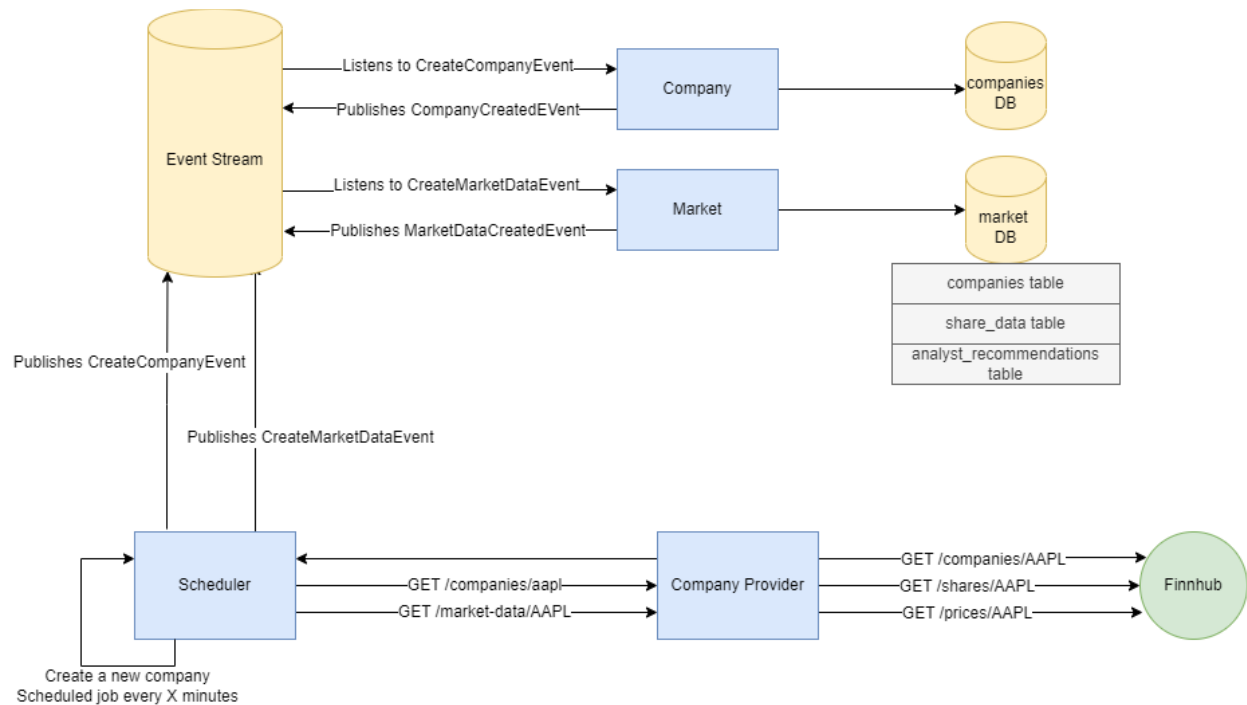 Listens to CreateCompanyEvent
Company
companies
DB
Publishes CompanyCreatedEVent
Event Stream
Listens to CreateMarketDataEvent
Market
market
DB
Publishes MarketDataCreatedEvent
companies table
share_data table
analyst_recommendations
table
Publishes CreateCompanyEvent
Publishes CreateMarketDataEvent
Scheduler
GET /companies/aapl
GET /market-data/AAPL
Company Provider
GET /companies/AAPL
GET /shares/AAPL
GET /prices/AAPL
Finnhub
Create a new company
Scheduled job every X minutes